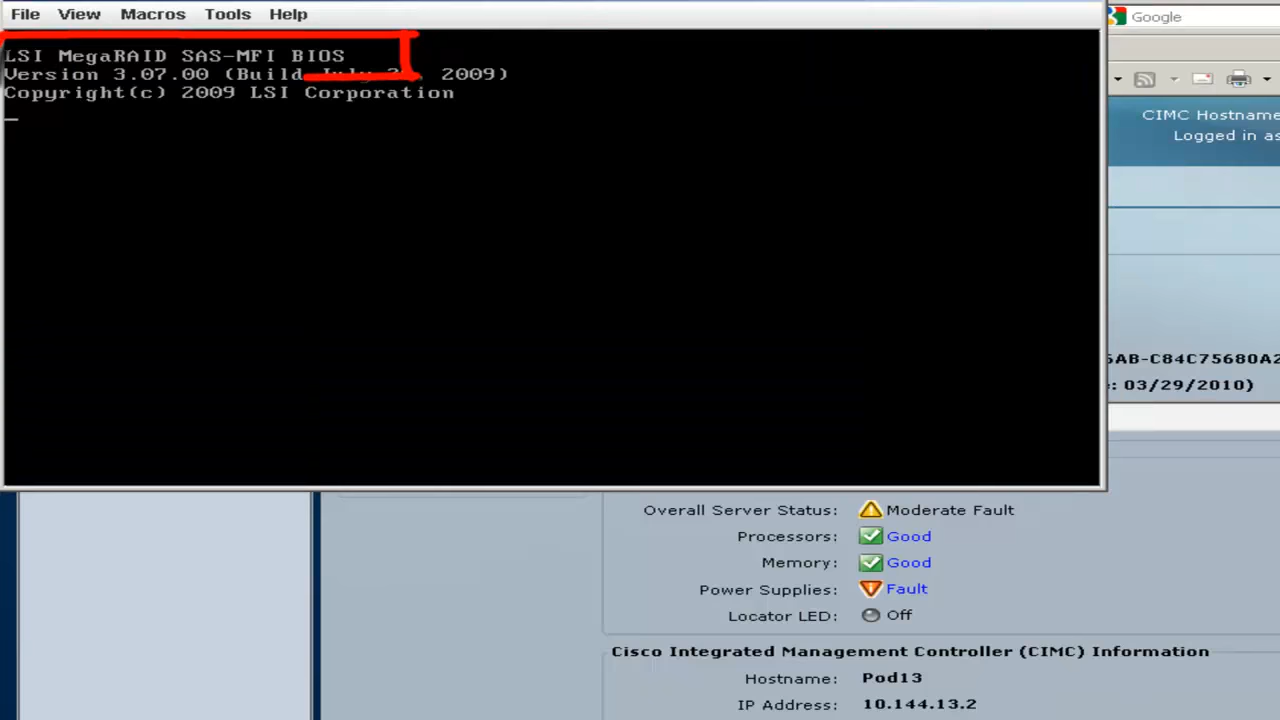 File View Macros Tools Help
LSI MegaRAID SAS-MFI BIOS
Version 3.07.00 (Build July 2009)
Copyright(c) 2009 LSI Corporation
Google
CIMC Hostname
Logged in as
6AB-C84C75680A2
: 03/29/2010)
Overall Server Status: Moderate Fault
Processors: Good
Memory: Good
Power Supplies: Fault
Locator LED: Off
Cisco Integrated Management Controller (CIMC) Information
Hostname: Pod13
IP Address: 10.144.13.2